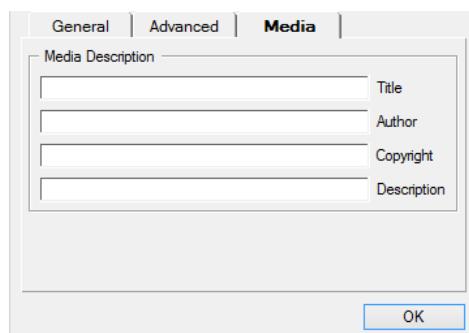 General Advanced Media
Media Description
Title
Author
Copyright
Description
OK